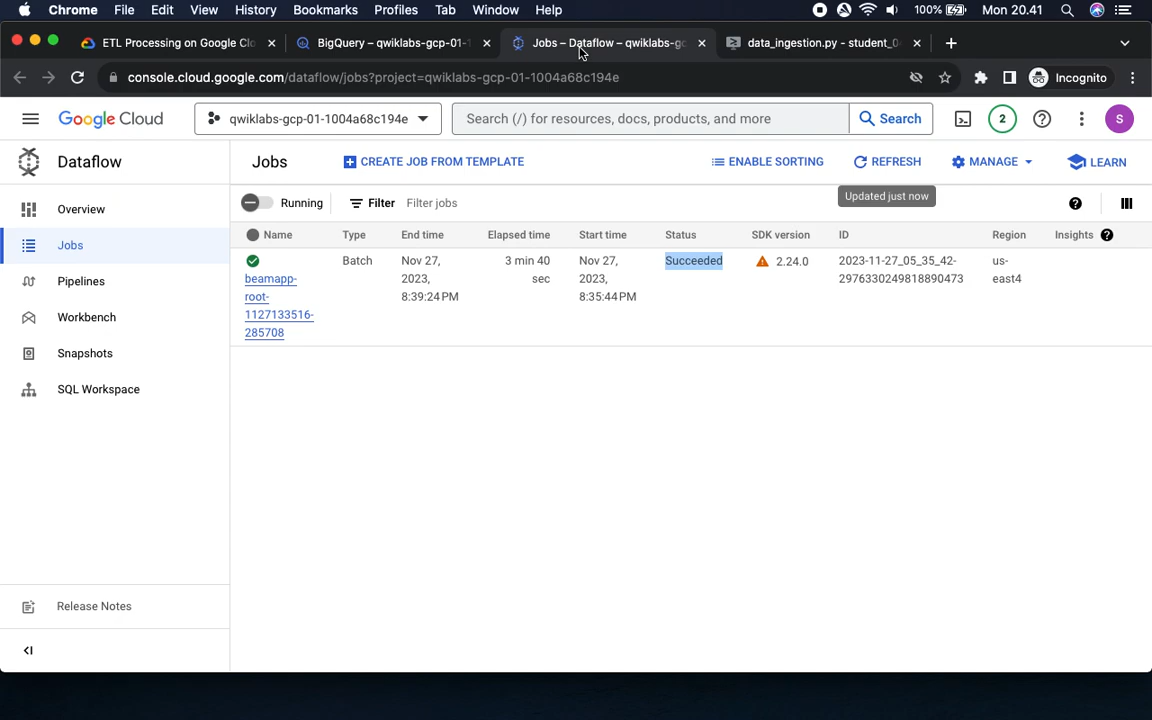 Chrome File Edit View History Bookmarks Profiles Tab Window Help 100% Mon 20.41
ETL Processing on Google Clo BigQuery – qwiklabs-gcp-01-1 Jobs – Dataflow – qwiklabs-gc data_ingestion.py - student_0
console.cloud.google.com/dataflow/jobs?project=qwiklabs-gcp-01-1004a68c194e Incognito
Google Cloud qwiklabs-gcp-01-1004a68c194e Search (/) for resources, docs, products, and more Search 2 S
Dataflow Jobs CREATE JOB FROM TEMPLATE ENABLE SORTING REFRESH MANAGE LEARN
Updated just now
Running Filter Filter jobs
Overview
Jobs
Pipelines
Workbench
Snapshots
SQL Workspace
Name Type End time Elapsed time Start time Status SDK version ID Region Insights
Batch Nov 27, 3 min 40 Nov 27, Succeeded 2.24.0 2023-11-27_05_35_42- us-
beamapp- 2023, sec 2023, 2976330249818890473 east4
root- 8:39:24 PM 8:35:44 PM
1127133516-
285708
Release Notes